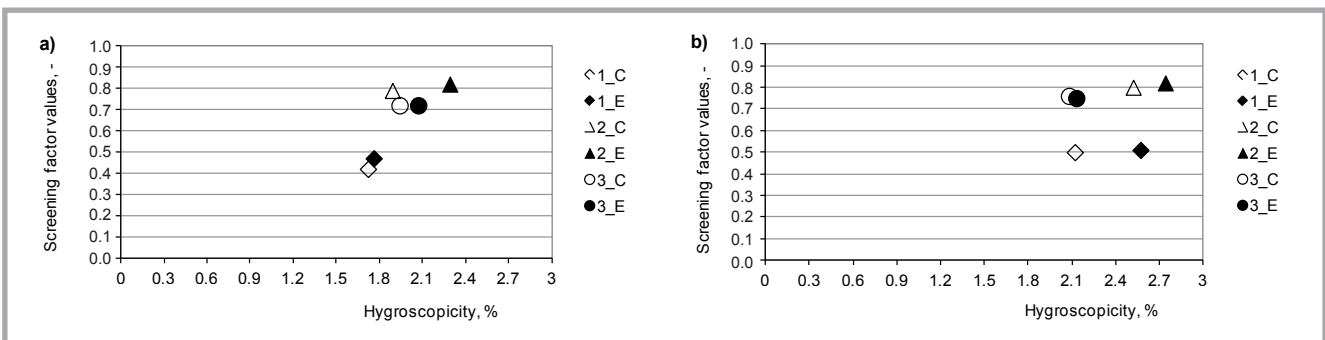 a)
Screening factor values, -
1.0
0.9
0.8
0.7
0.6
0.5
0.4
0.3
0.2
0.1
0.0
0 0.3 0.6 0.9 1.2 1.5 1.8 2.1 2.4 2.7 3
Hygroscopicity, %
1_C
1_E
2_C
2_E
3_C
3_E
b)
Screening factor values, -
1.0
0.9
0.8
0.7
0.6
0.5
0.4
0.3
0.2
0.1
0.0
0 0.3 0.6 0.9 1.2 1.5 1.8 2.1 2.4 2.7 3
Hygroscopicity, %
1_C
1_E
2_C
2_E
3_C
3_E